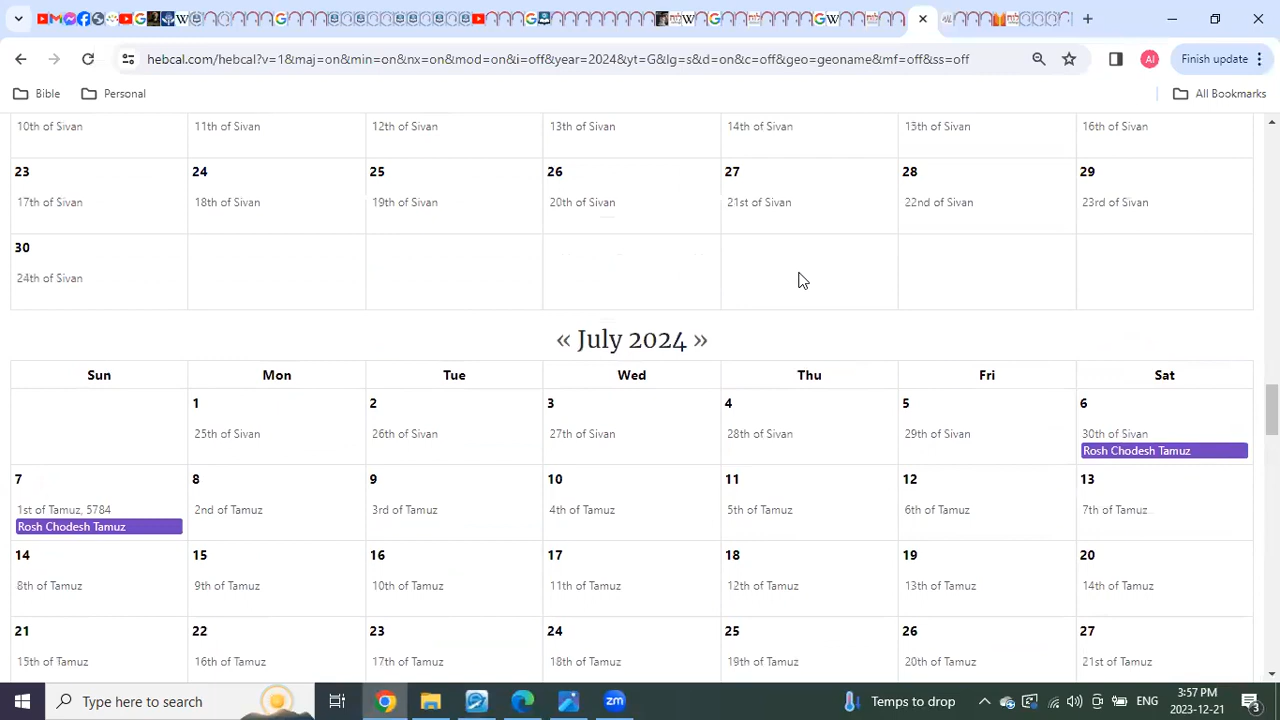 hebcal.com/hebcal?v=1&maj=on&min=on&nx=on&mod=on&i=off&year=2024&yt=G&lg=s&d=on&c=off&geo=geoname&mf=off&ss=off
Finish update
Bible Personal All Bookmarks
10th of Sivan 11th of Sivan 12th of Sivan 13th of Sivan 14th of Sivan 15th of Sivan 16th of Sivan
23 24 25 26 27 28 29
17th of Sivan 18th of Sivan 19th of Sivan 20th of Sivan 21st of Sivan 22nd of Sivan 23rd of Sivan
30
24th of Sivan
« July 2024 »
Sun Mon Tue Wed Thu Fri Sat
1 2 3 4 5 6
25th of Sivan 26th of Sivan 27th of Sivan 28th of Sivan 29th of Sivan 30th of Sivan
Rosh Chodesh Tamuz
7 8 9 10 11 12 13
1st of Tamuz, 5784 2nd of Tamuz 3rd of Tamuz 4th of Tamuz 5th of Tamuz 6th of Tamuz 7th of Tamuz
Rosh Chodesh Tamuz
14 15 16 17 18 19 20
8th of Tamuz 9th of Tamuz 10th of Tamuz 11th of Tamuz 12th of Tamuz 13th of Tamuz 14th of Tamuz
21 22 23 24 25 26 27
15th of Tamuz 16th of Tamuz 17th of Tamuz 18th of Tamuz 19th of Tamuz 20th of Tamuz 21st of Tamuz
Type here to search Temps to drop ENG 3:57 PM
2023-12-21